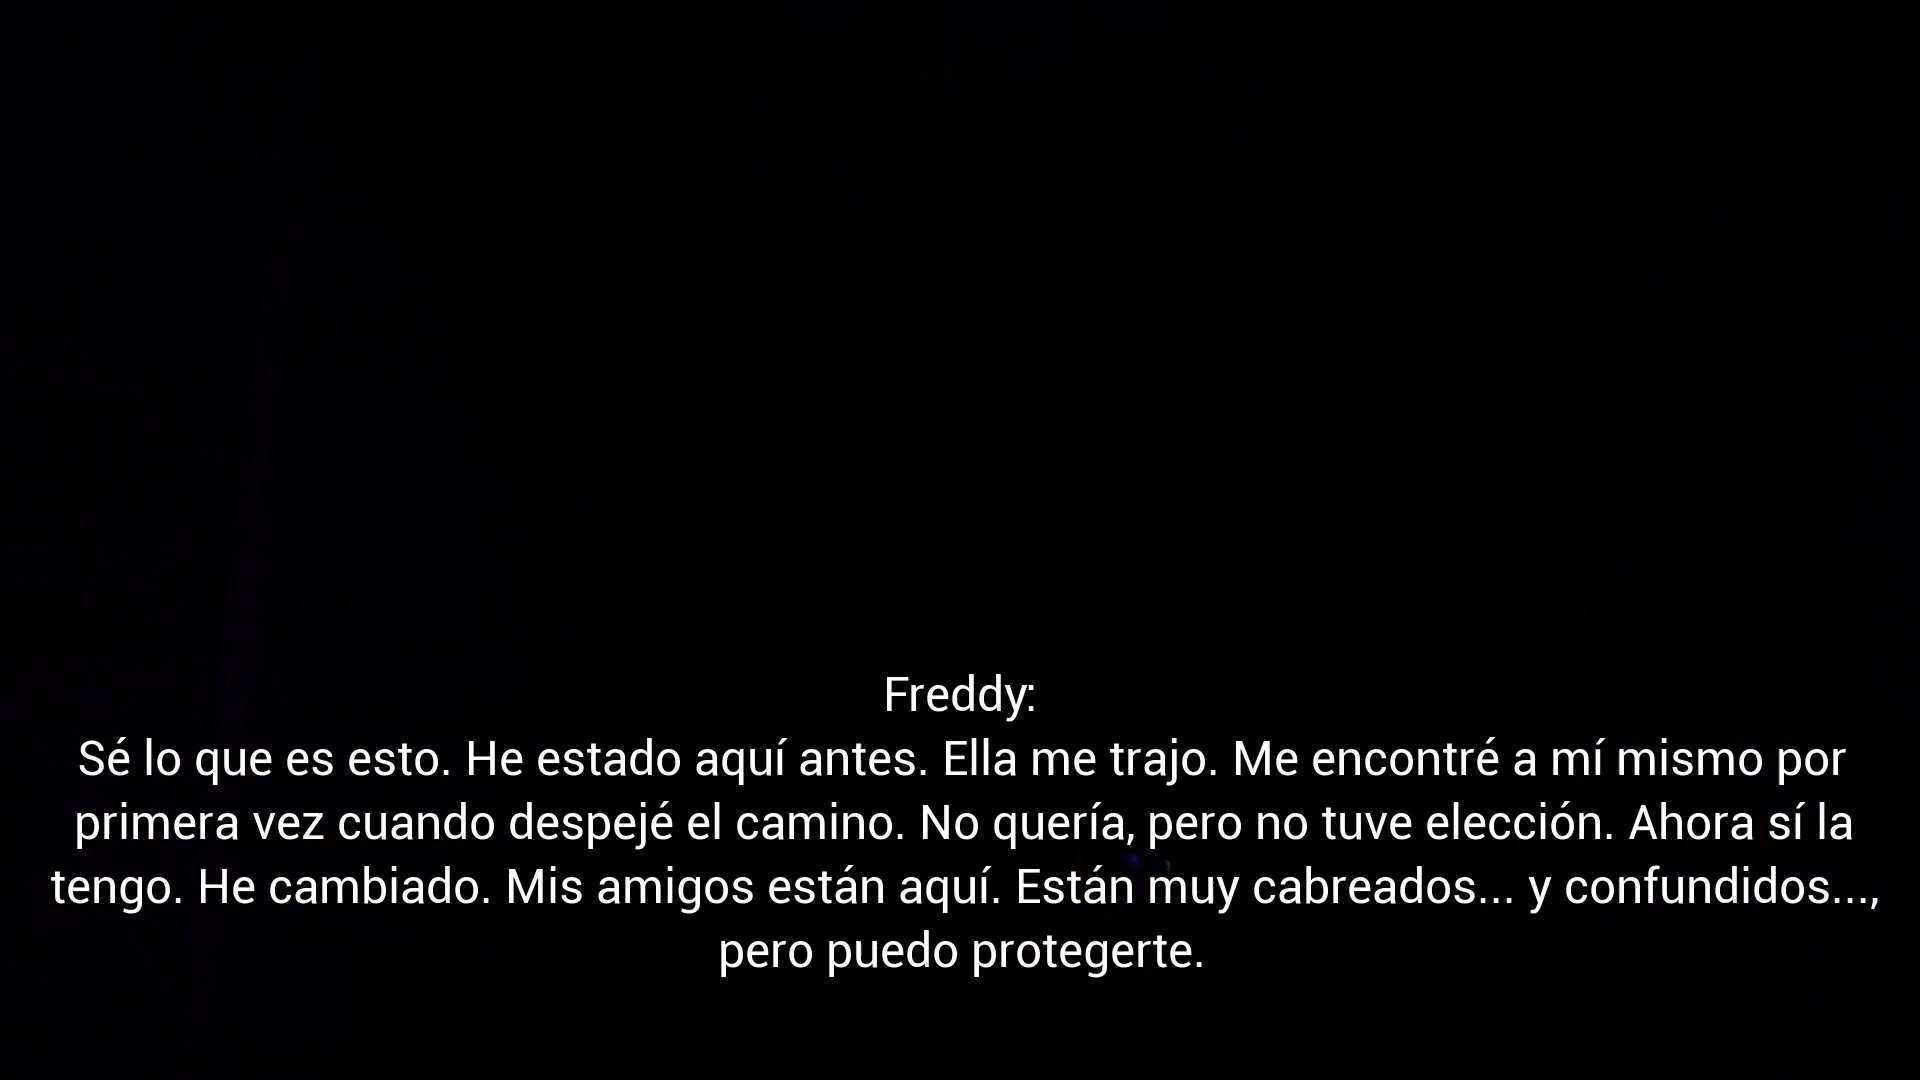 Freddy:
Sé lo que es esto. He estado aquí antes. Ella me trajo. Me encontré a mí mismo por
primera vez cuando despejé el camino. No quería, pero no tuve elección. Ahora sí la
tengo. He cambiado. Mis amigos están aquí. Están muy cabreados... y confundidos...,
pero puedo protegerte.